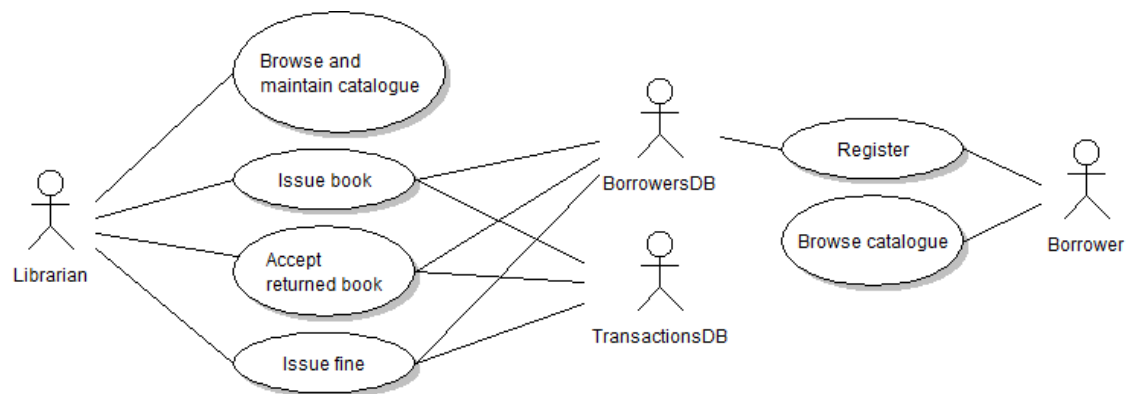 Browse and
maintain catalogue
Issue book
Accept
returned book
Issue fine
Librarian
BorrowersDB
TransactionsDB
Register
Browse catalogue
Borrower